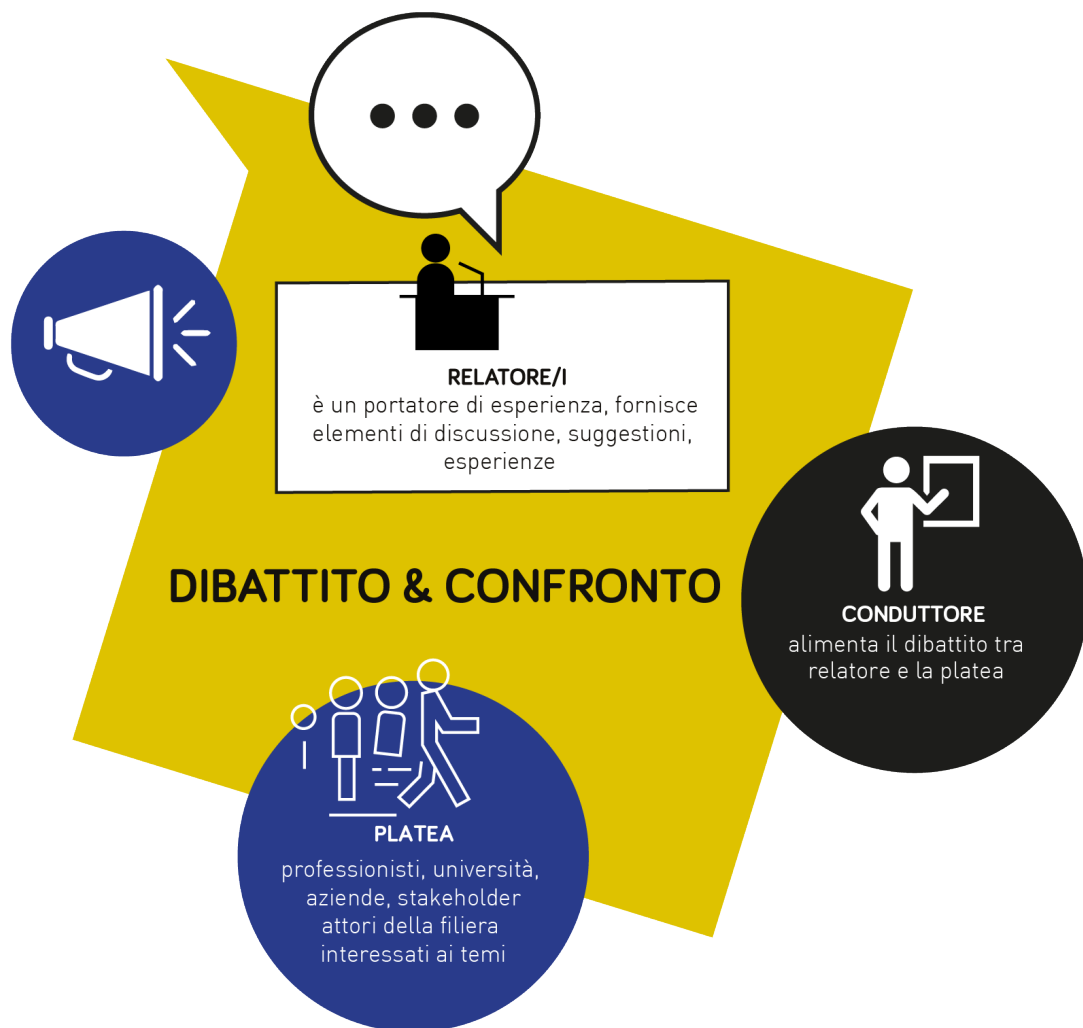 RELATORE/I
è un portatore di esperienza, fornisce
elementi di discussione, suggestioni,
esperienze
DIBATTITO & CONFRONTO
CONDUTTORE
alimenta il dibattito tra
relatore e la platea
PLATEA
professionisti, università,
aziende, stakeholder
attori della filiera
interessati ai temi